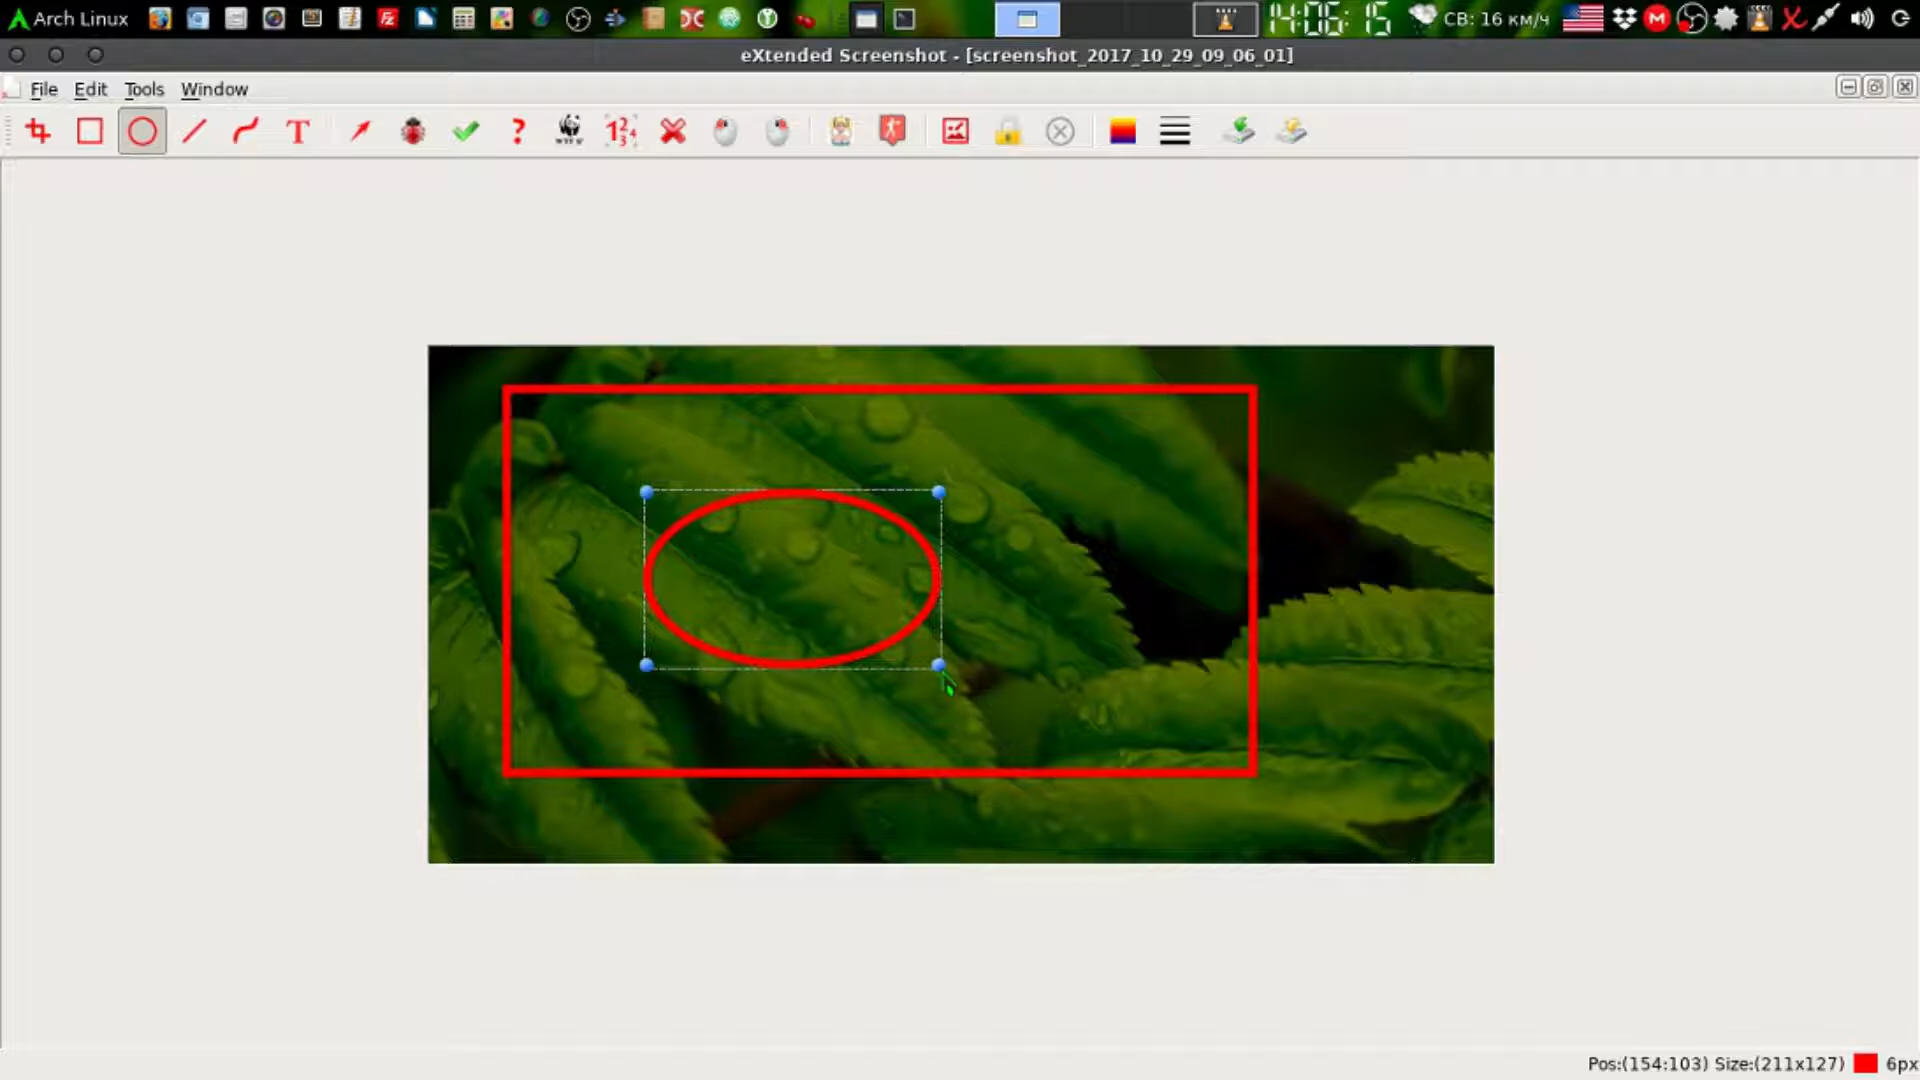 Arch Linux
14:06:15 СВ: 16 км/ч
eXtended Screenshot - [screenshot_2017_10_29_09_06_01]
File Edit Tools Window
T ? 1234
Pos:(154:103) Size:(211x127) 6px